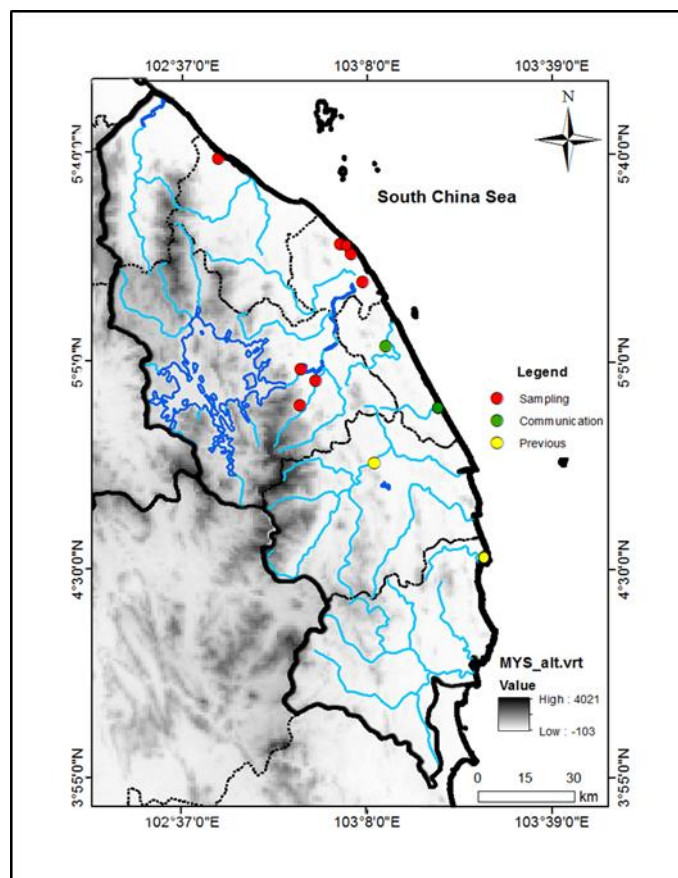 102°37'0"E 103°8'0"E 103°39'0"E
N
5°40'0"N 5°40'0"N
South China Sea
5°5'0"N 5°5'0"N
Legend
Sampling
Communication
Previous
4°30'0"N 4°30'0"N
MYS_alt.vrt
Value
High : 4021
Low : -103
3°55'0"N 3°55'0"N
0 15 30
km
102°37'0"E 103°8'0"E 103°39'0"E